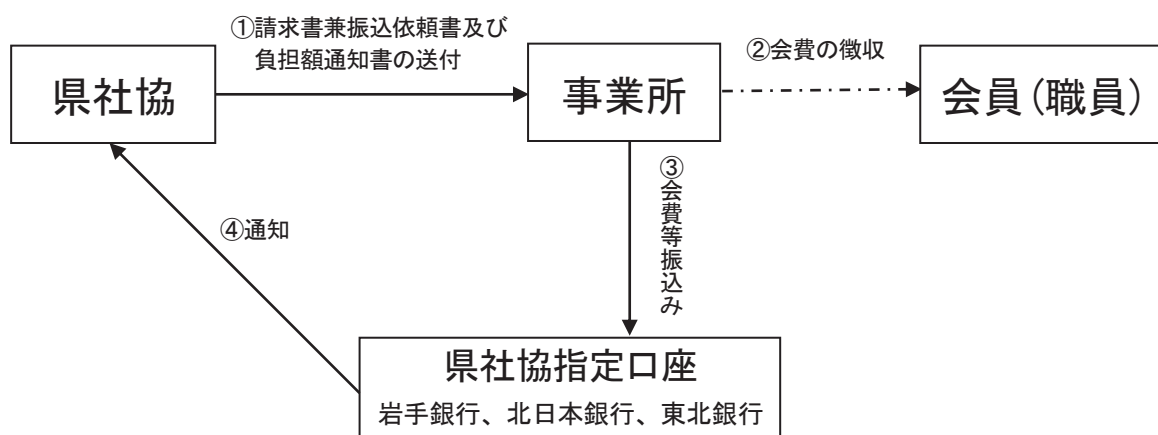 ①請求書兼振込依頼書及び
負担額通知書の送付
②会費の徴収
県社協
事業所
会員（職員）
③会費等振込み
④通知
県社協指定口座
岩手銀行、北日本銀行、東北銀行